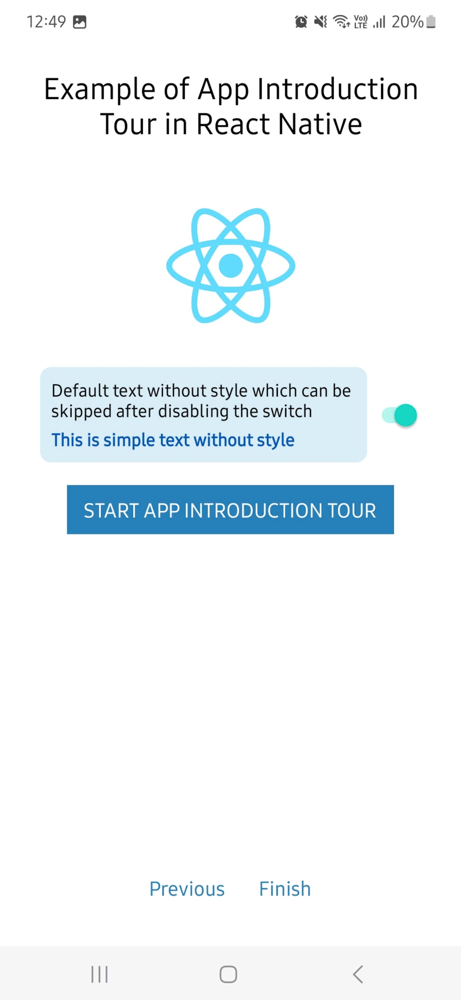 12:49
Vo)) LTE 20%
Example of App Introduction
Tour in React Native
Default text without style which can be
skipped after disabling the switch
This is simple text without style
START APP INTRODUCTION TOUR
Previous Finish